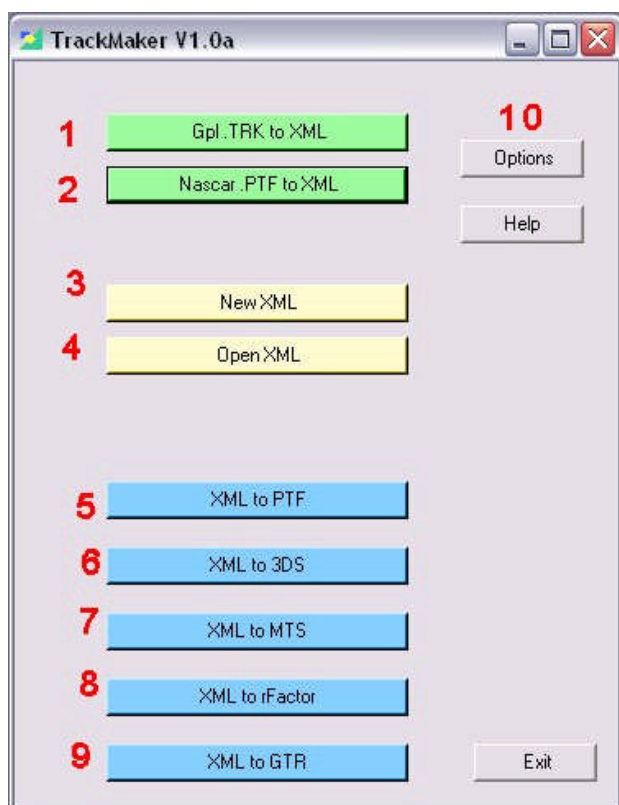 TrackMaker V1.0a
1 Gpl .TRK to XML
10
Options
2 Nascar .PTF to XML
Help
3 New XML
4 Open XML
5 XML to PTF
6 XML to 3DS
7 XML to MTS
8 XML to rFactor
9 XML to GTR
Exit